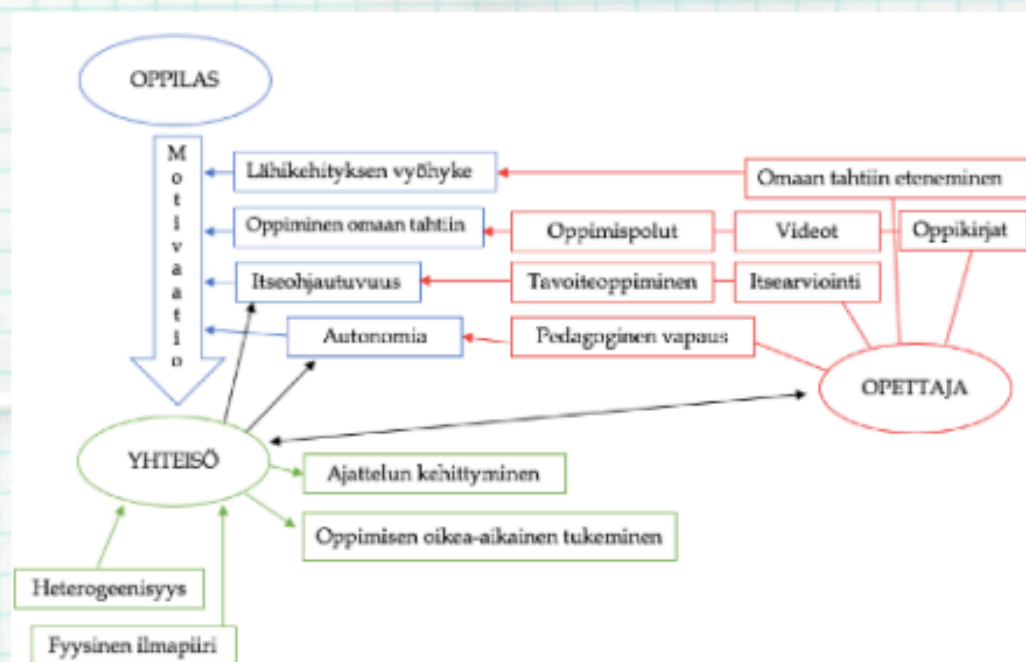 OPPILAS
Motivaatio
Lähikehityksen vyöhyke
Omaan tahtiin eteneminen
Oppiminen omaan tahtiin
Oppimispolut
Videot
Oppikirjat
Itseohjautuvuus
Tavoiteoppiminen
Itsearviointi
Autonomia
Pedagoginen vapaus
OPETTAJA
YHTEISÖ
Ajattelun kehittyminen
Oppimisen oikea-aikainen tukeminen
Heterogeenisyys
Fyysinen ilmapiiri